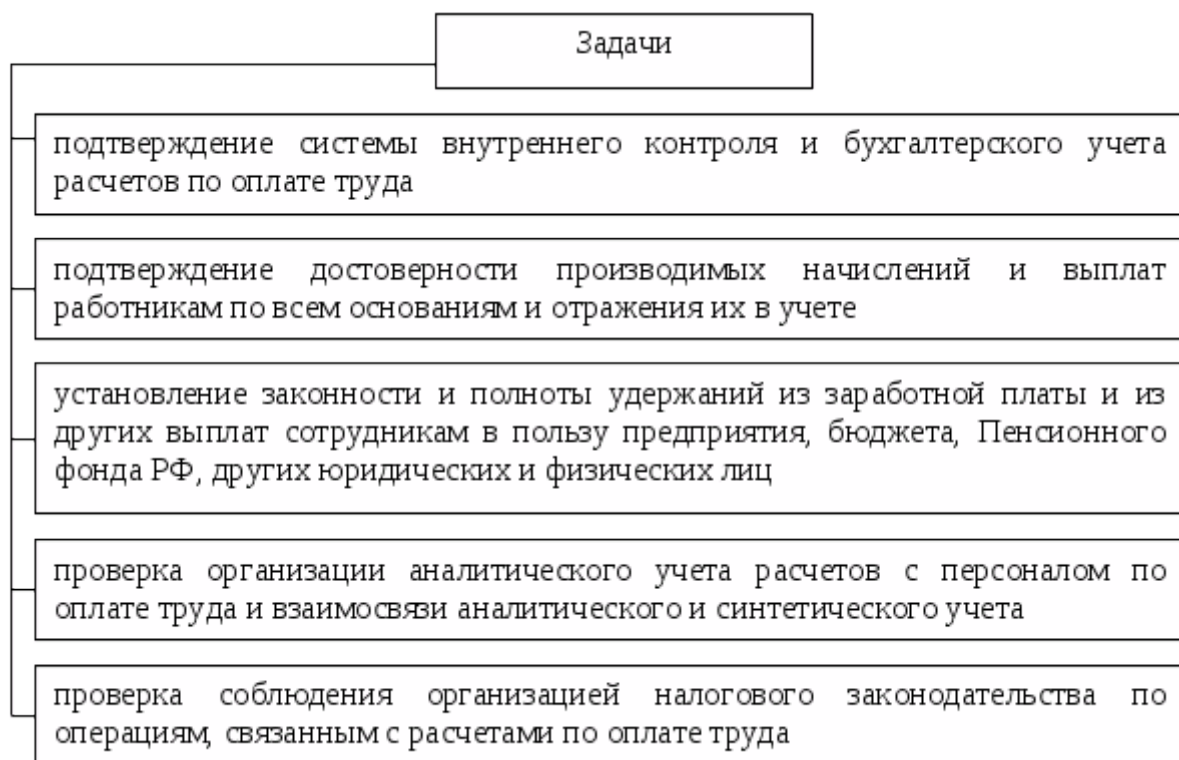 Задачи
подтверждение системы внутреннего контроля и бухгалтерского учета
расчетов по оплате труда
подтверждение достоверности производимых начислений и выплат
работникам по всем основаниям и отражения их в учете
установление законности и полноты удержаний из заработной платы и из
других выплат сотрудникам в пользу предприятия, бюджета, Пенсионного
фонда РФ, других юридических и физических лиц
проверка организации аналитического учета расчетов с персоналом по
оплате труда и взаимосвязи аналитического и синтетического учета
проверка соблюдения организацией налогового законодательства по
операциям, связанным с расчетами по оплате труда